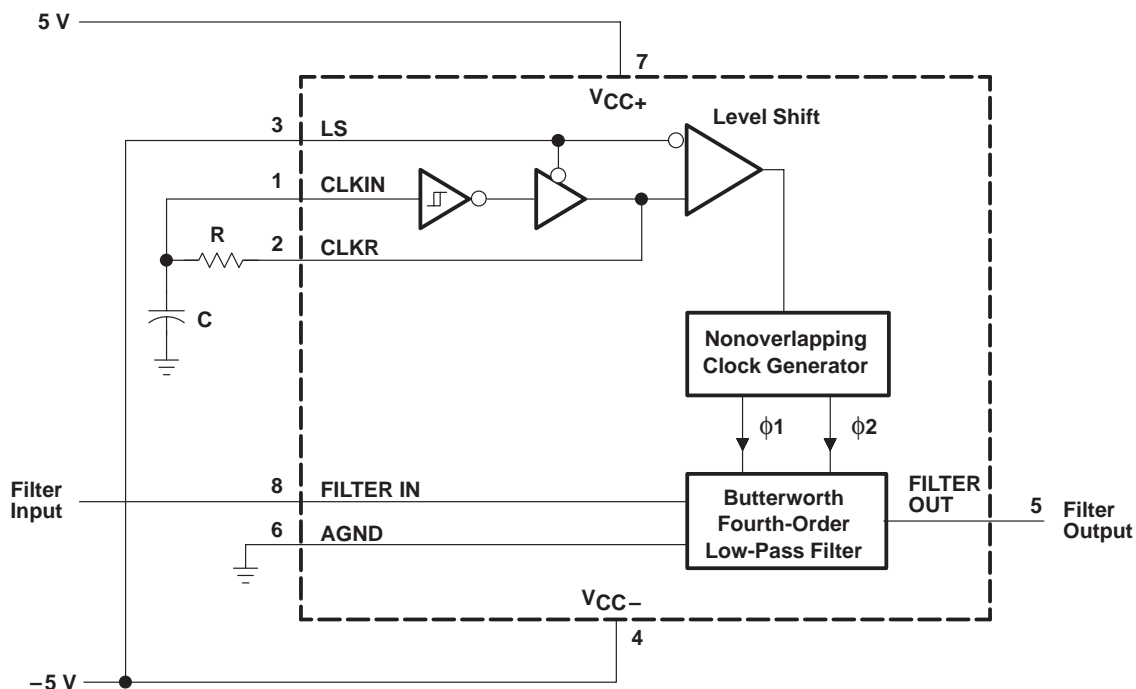 5 V
7
VCC+
Level Shift
3
LS
1
CLKIN
R
2
CLKR
C
Nonoverlapping
Clock Generator
ϕ1
ϕ2
Filter
Input
8
FILTER IN
6
AGND
Butterworth
Fourth-Order
Low-Pass Filter
FILTER
OUT
5
Filter
Output
VCC−
4
−5 V